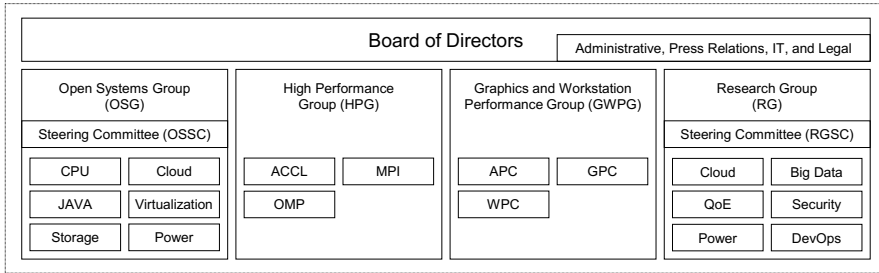 Board of Directors
Administrative, Press Relations, IT, and Legal
Open Systems Group
(OSG)
Steering Committee (OSSC)
CPU
Cloud
JAVA
Virtualization
Storage
Power
High Performance
Group (HPG)
ACCL
MPI
OMP
Graphics and Workstation
Performance Group (GWPG)
APC
GPC
WPC
Research Group
(RG)
Steering Committee (RGSC)
Cloud
Big Data
QoE
Security
Power
DevOps